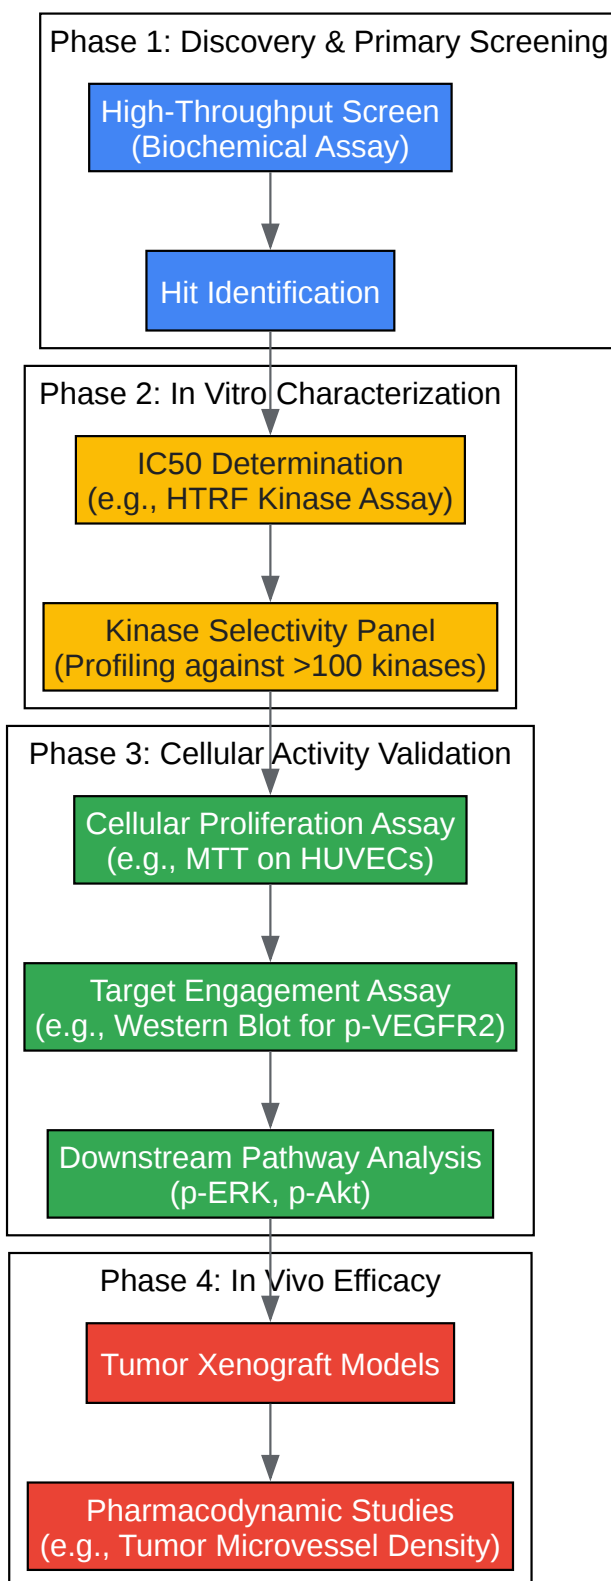 Phase 1: Discovery & Primary Screening
High-Throughput Screen
(Biochemical Assay)
Hit Identification
Phase 2: In Vitro Characterization
IC50 Determination
(e.g., HTRF Kinase Assay)
Kinase Selectivity Panel
(Profiling against >100 kinases)
Phase 3: Cellular Activity Validation
Cellular Proliferation Assay
(e.g., MTT on HUVECs)
Target Engagement Assay
(e.g., Western Blot for p-VEGFR2)
Downstream Pathway Analysis
(p-ERK, p-Akt)
Phase 4: In Vivo Efficacy
Tumor Xenograft Models
Pharmacodynamic Studies
(e.g., Tumor Microvessel Density)